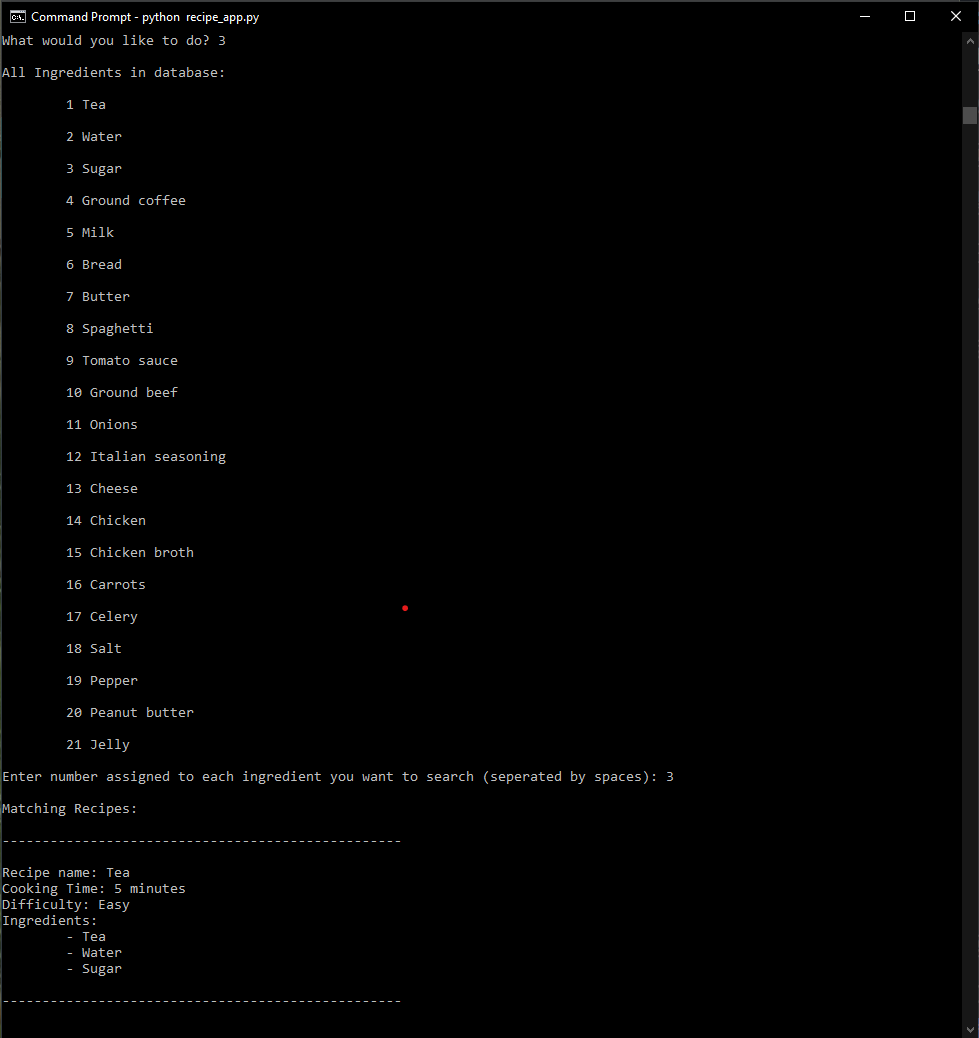 Command Prompt - python recipe_app.py
What would you like to do? 3
All Ingredients in database:
1 Tea
2 Water
3 Sugar
4 Ground coffee
5 Milk
6 Bread
7 Butter
8 Spaghetti
9 Tomato sauce
10 Ground beef
11 Onions
12 Italian seasoning
13 Cheese
14 Chicken
15 Chicken broth
16 Carrots
17 Celery
18 Salt
19 Pepper
20 Peanut butter
21 Jelly
Enter number assigned to each ingredient you want to search (seperated by spaces): 3
Matching Recipes:
--------------------------------------------------
Recipe name: Tea
Cooking Time: 5 minutes
Difficulty: Easy
Ingredients:
- Tea
- Water
- Sugar
--------------------------------------------------